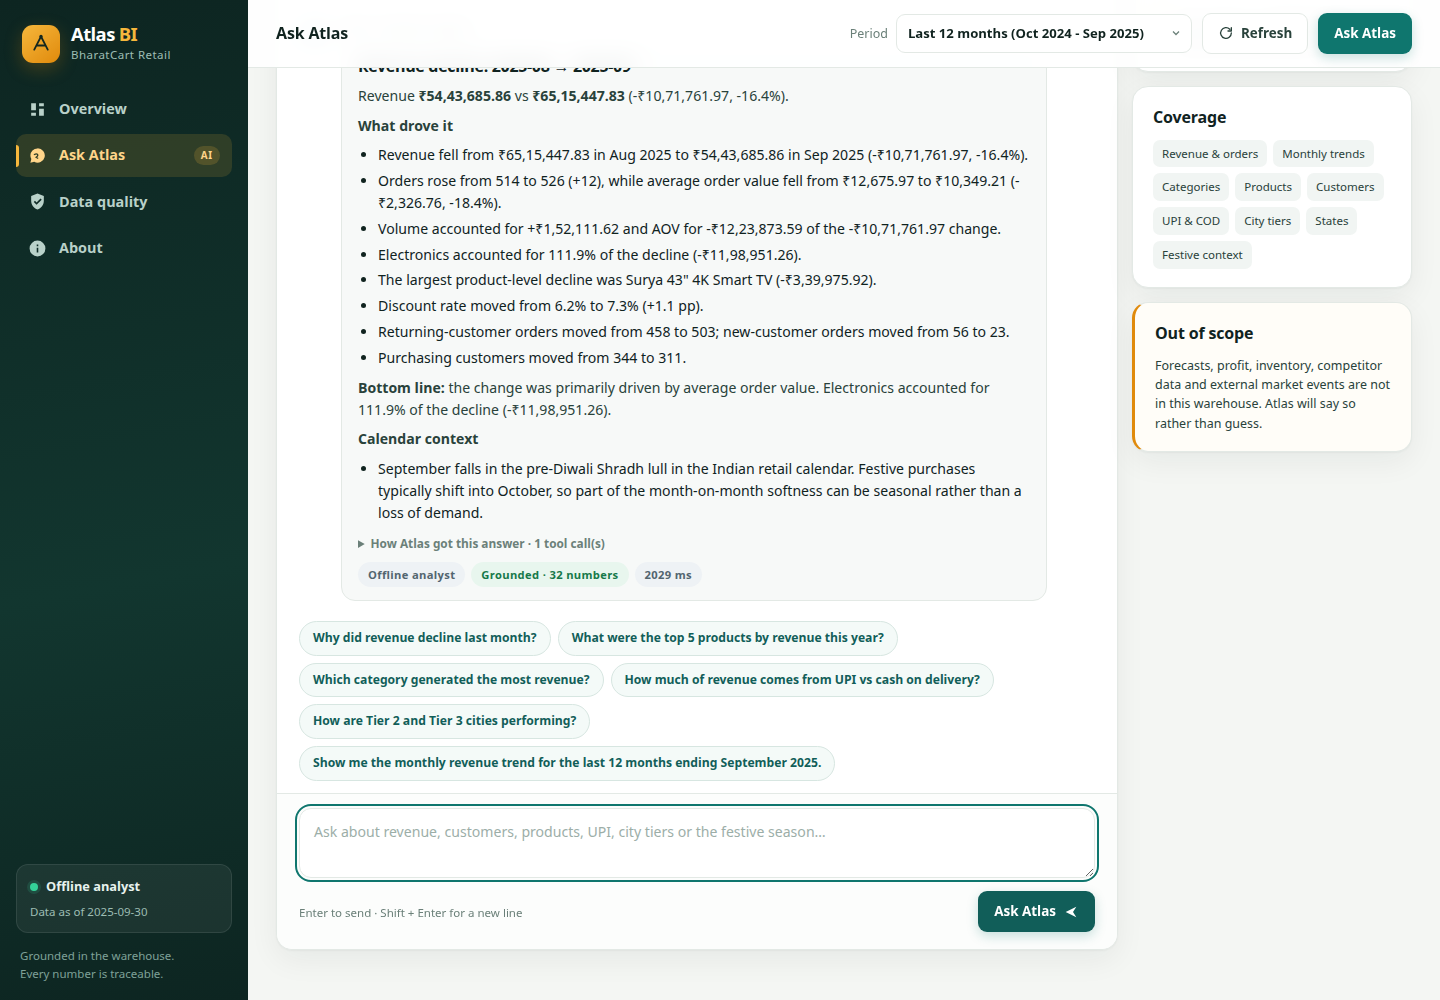 Atlas BI
BharatCart Retail
Overview
Ask Atlas
AI
Data quality
About
Offline analyst
Data as of 2025-09-30
Grounded in the warehouse.
Every number is traceable.
Ask Atlas
Period
Last 12 months (Oct 2024 - Sep 2025)
Refresh
Ask Atlas
Revenue decline: 2025-08 → 2025-09
Revenue ₹54,43,685.86 vs ₹65,15,447.83 (-₹10,71,761.97, -16.4%).
What drove it
Revenue fell from ₹65,15,447.83 in Aug 2025 to ₹54,43,685.86 in Sep 2025 (-₹10,71,761.97, -16.4%).
Orders rose from 514 to 526 (+12), while average order value fell from ₹12,675.97 to ₹10,349.21 (-
₹2,326.76, -18.4%).
Volume accounted for +₹1,52,111.62 and AOV for -₹12,23,873.59 of the -₹10,71,761.97 change.
Electronics accounted for 111.9% of the decline (-₹11,98,951.26).
The largest product-level decline was Surya 43" 4K Smart TV (-₹3,39,975.92).
Discount rate moved from 6.2% to 7.3% (+1.1 pp).
Returning-customer orders moved from 458 to 503; new-customer orders moved from 56 to 23.
Purchasing customers moved from 344 to 311.
Bottom line: the change was primarily driven by average order value. Electronics accounted for
111.9% of the decline (-₹11,98,951.26).
Calendar context
September falls in the pre-Diwali Shradh lull in the Indian retail calendar. Festive purchases
typically shift into October, so part of the month-on-month softness can be seasonal rather than a
loss of demand.
How Atlas got this answer · 1 tool call(s)
Offline analyst
Grounded · 32 numbers
2029 ms
Why did revenue decline last month?
What were the top 5 products by revenue this year?
Which category generated the most revenue?
How much of revenue comes from UPI vs cash on delivery?
How are Tier 2 and Tier 3 cities performing?
Show me the monthly revenue trend for the last 12 months ending September 2025.
Ask about revenue, customers, products, UPI, city tiers or the festive season...
Enter to send · Shift + Enter for a new line
Ask Atlas
Coverage
Revenue & orders
Monthly trends
Categories
Products
Customers
UPI & COD
City tiers
States
Festive context
Out of scope
Forecasts, profit, inventory, competitor
data and external market events are not
in this warehouse. Atlas will say so
rather than guess.